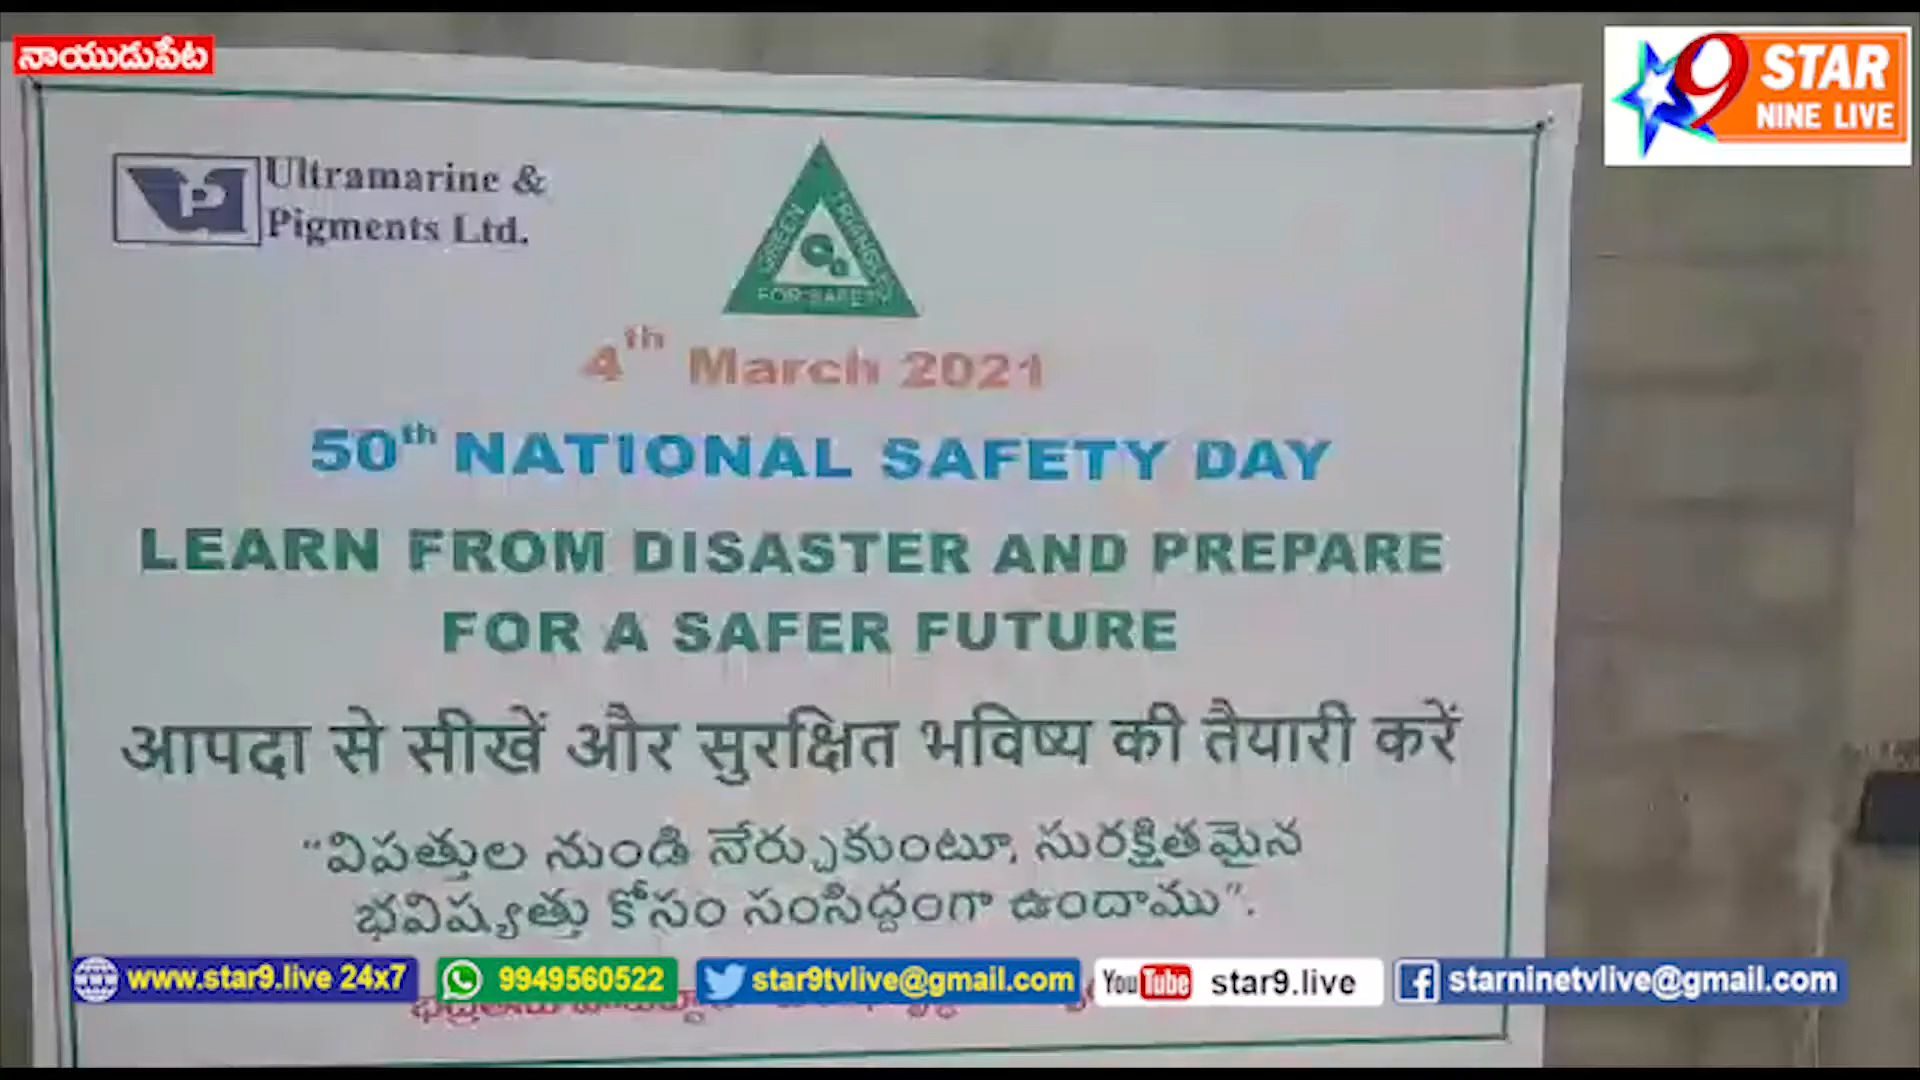 నాయుడుపేట
9 STAR
NINE LIVE
Ultramarine &
Pigments Ltd.
GREEN TRIANGLE
FOR SAFETY
4th March 2021
50th NATIONAL SAFETY DAY
LEARN FROM DISASTER AND PREPARE
FOR A SAFER FUTURE
आपदा से सीखें और सुरक्षित भविष्य की तैयारी करें
"విపత్తుల నుండి నేర్చుకుంటూ, సురక్షితమైన
భవిష్యత్తు కోసం సంసిద్దంగా ఉందాము".
www.star9.live 24x7 9949560522 star9tvlive@gmail.com YouTube star9.live starninetvlive@gmail.com